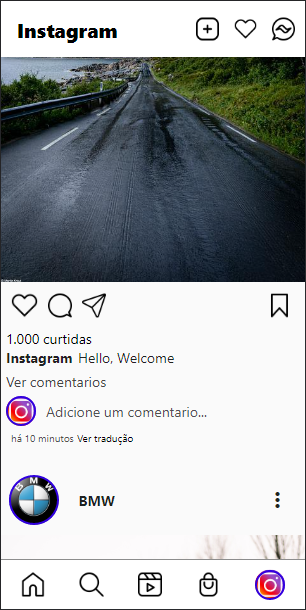 Instagram
1.000 curtidas
Instagram Hello, Welcome
Ver comentarios
Adicione um comentario...
há 10 minutos Ver tradução
BMW
BMW